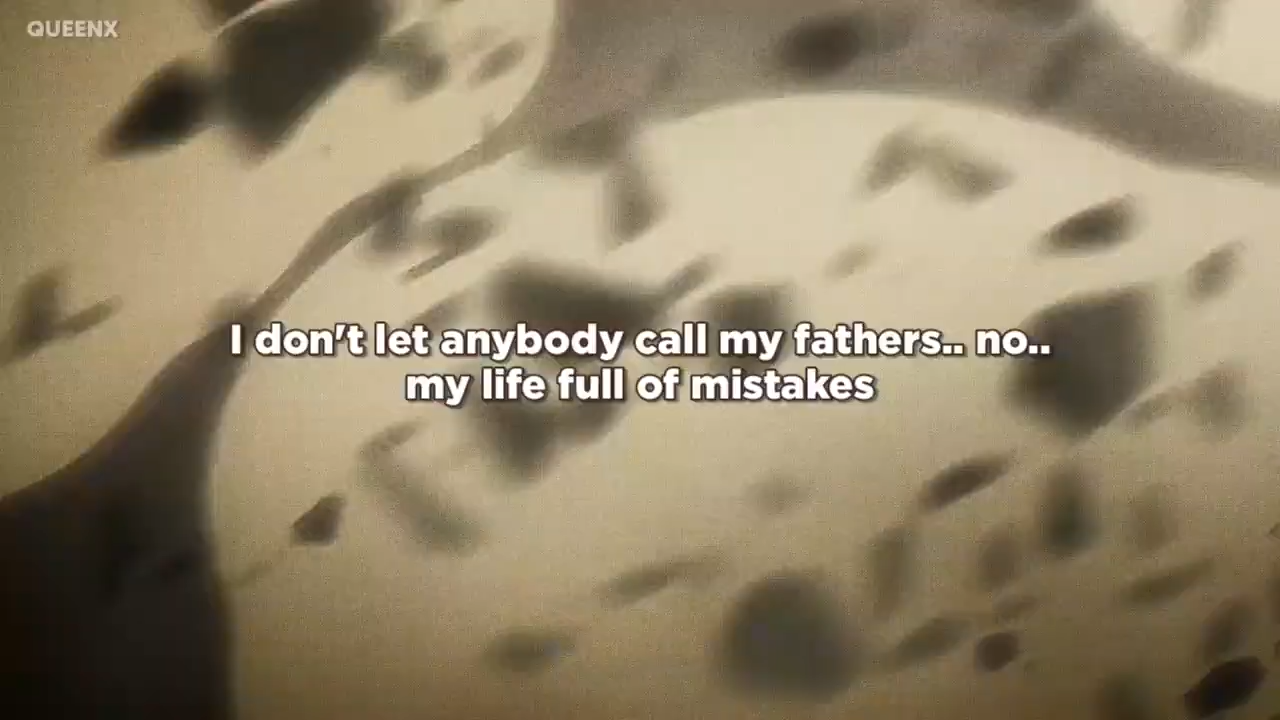 QUEENX
I don't let anybody call my fathers.. no..
my life full of mistakes